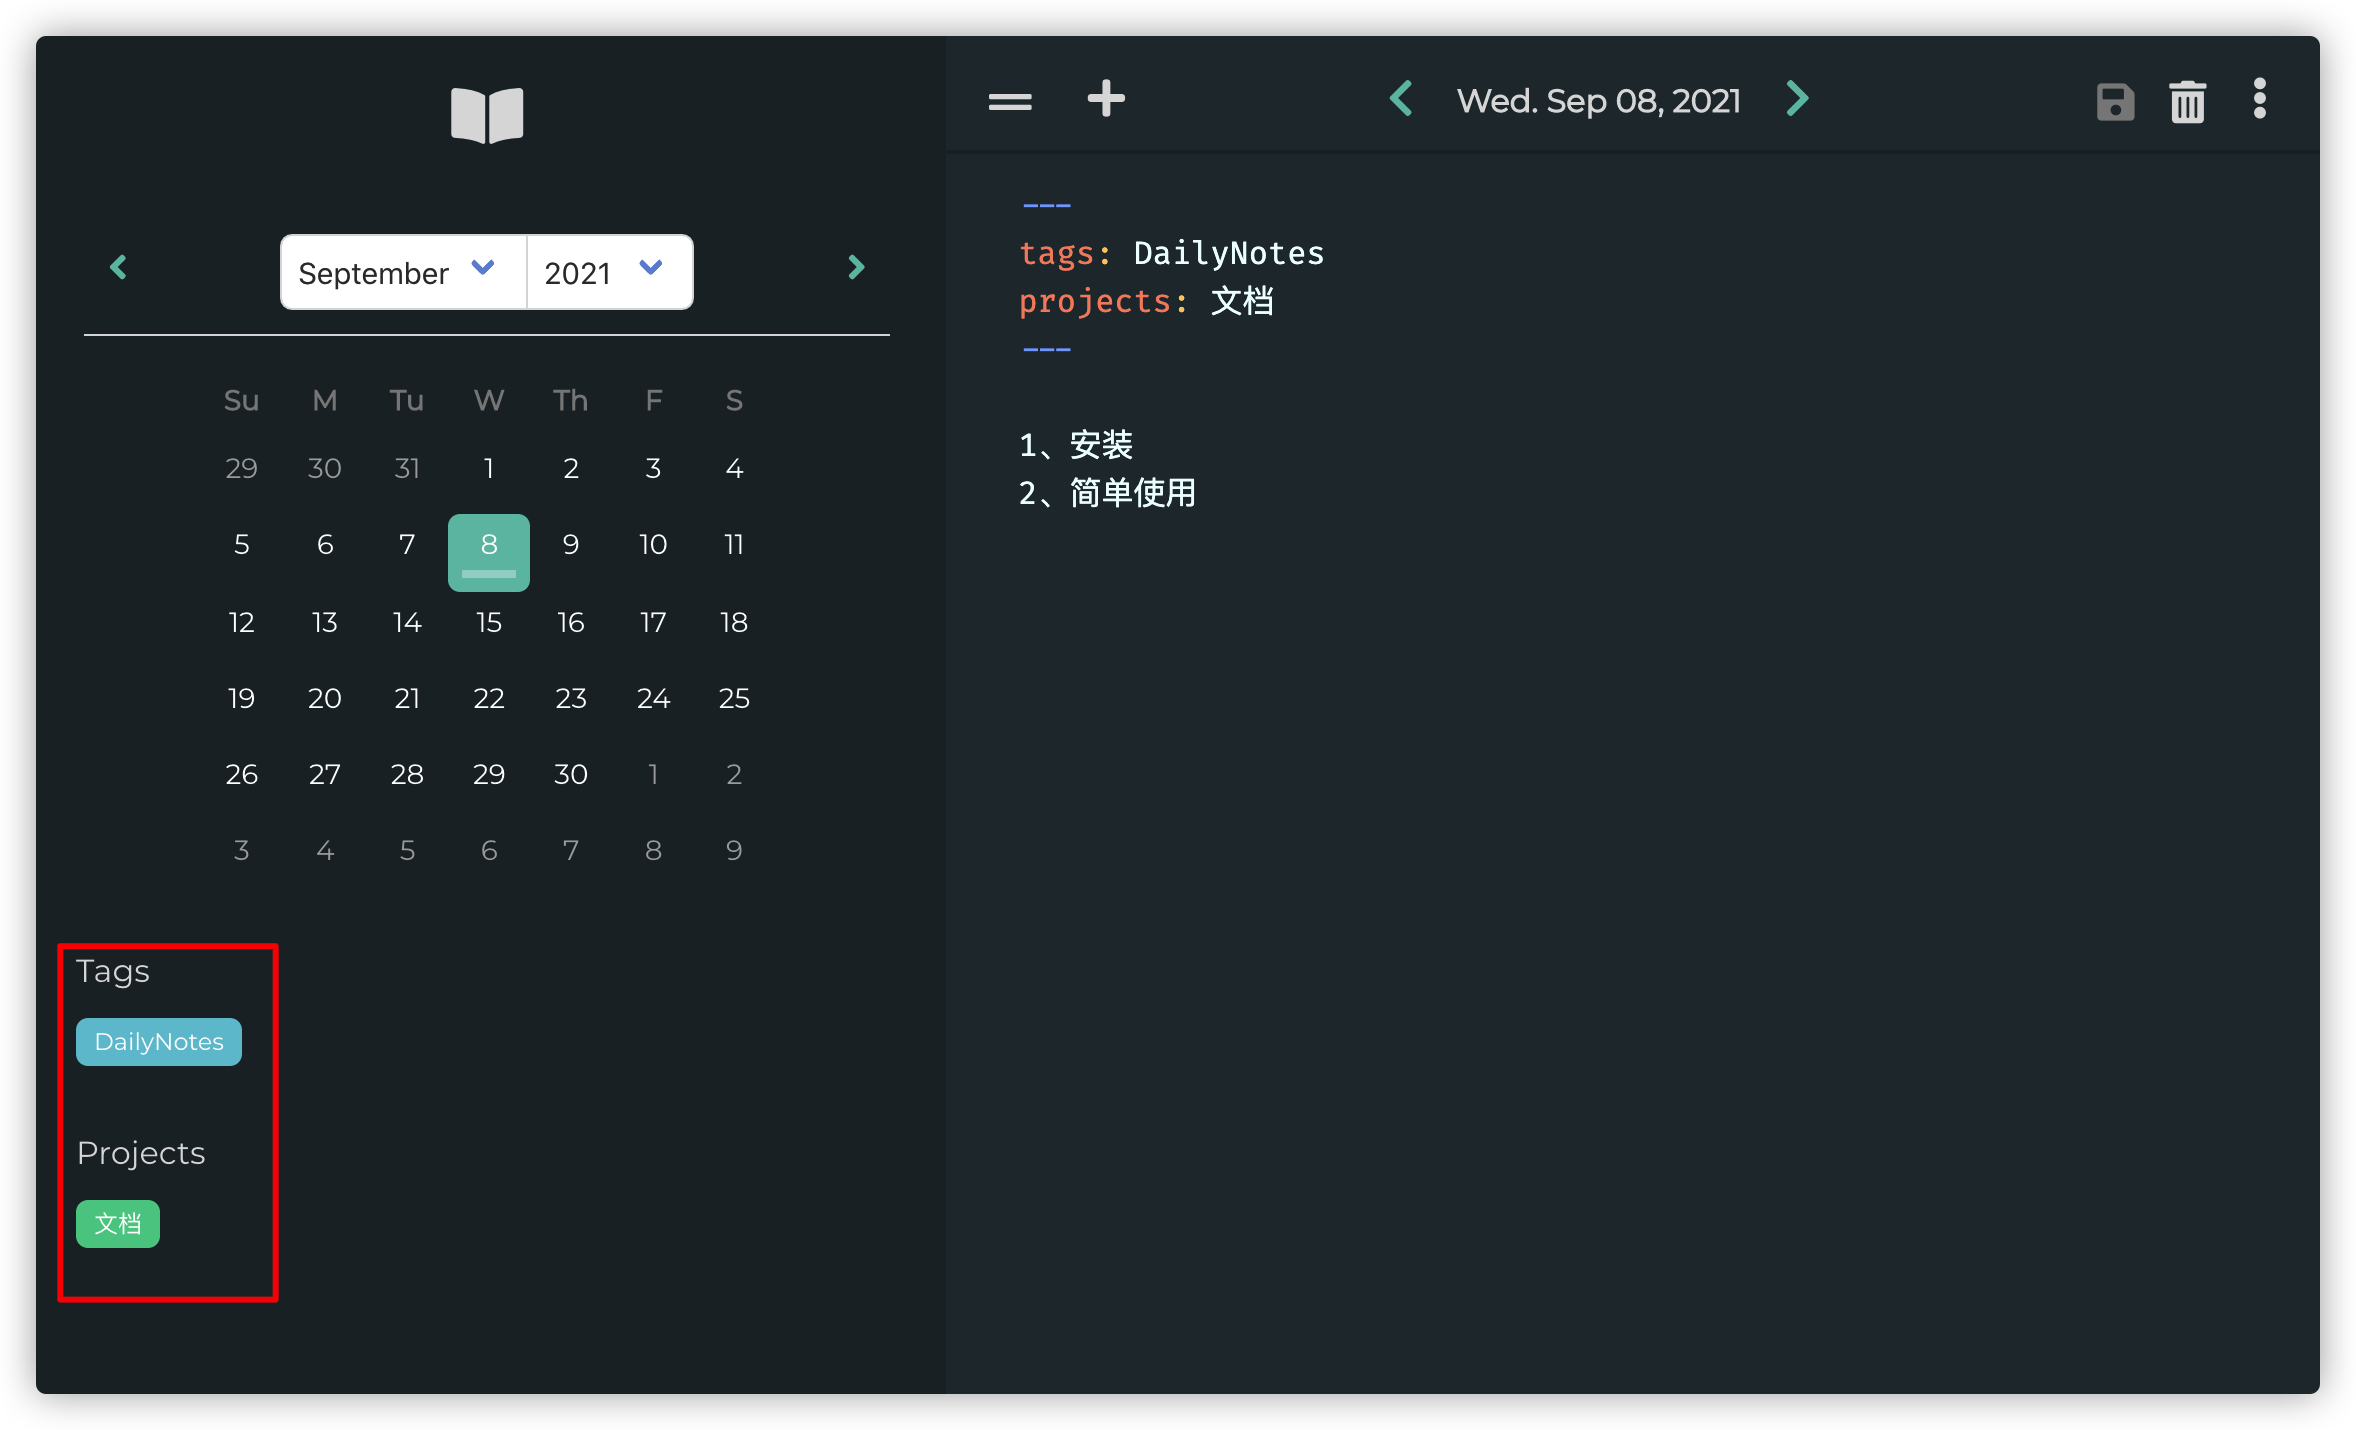 September 2021
Su M Tu W Th F S
29 30 31 1 2 3 4
5 6 7 8 9 10 11
12 13 14 15 16 17 18
19 20 21 22 23 24 25
26 27 28 29 30 1 2
3 4 5 6 7 8 9
Tags
DailyNotes
Projects
文档
Wed. Sep 08, 2021
---
tags: DailyNotes
projects: 文档
---
1、安装
2、简单使用